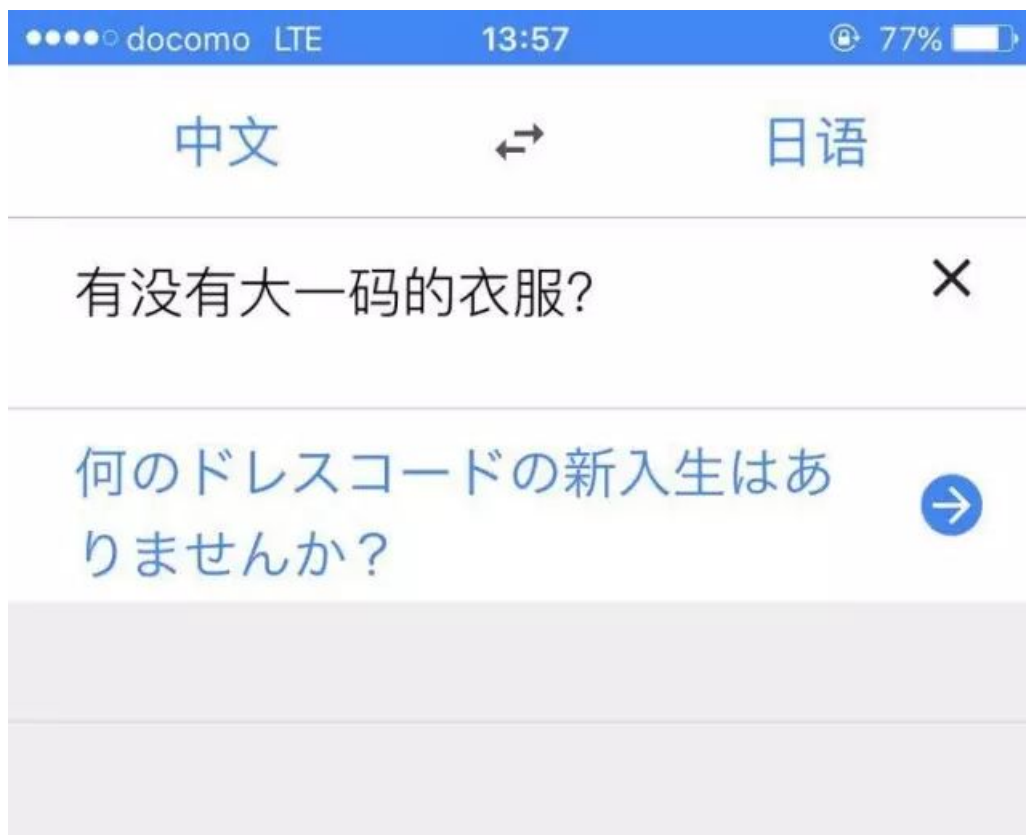 docomo LTE 13:57 77%
中文 日语
有没有大一码的衣服?
何のドレスコードの新入生はあ
りませんか？